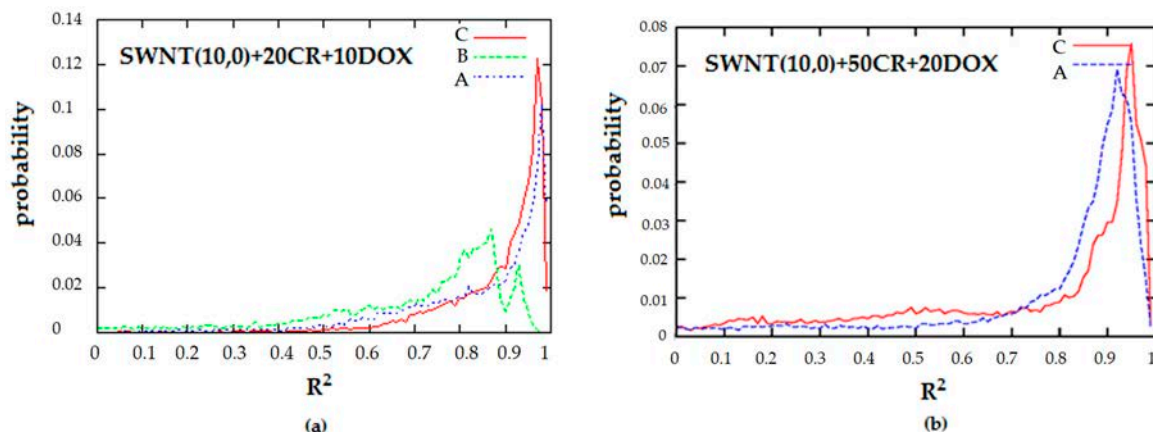 0.14
0.12
0.1
0.08
0.06
0.04
0.02
0
probability
SWNT(10,0)+20CR+10DOX
C
B
A
0 0.1 0.2 0.3 0.4 0.5 0.6 0.7 0.8 0.9 1
R²
(a)
0.08
0.07
0.06
0.05
0.04
0.03
0.02
0.01
0
probability
SWNT(10,0)+50CR+20DOX
C
A
0 0.1 0.2 0.3 0.4 0.5 0.6 0.7 0.8 0.9 1
R²
(b)